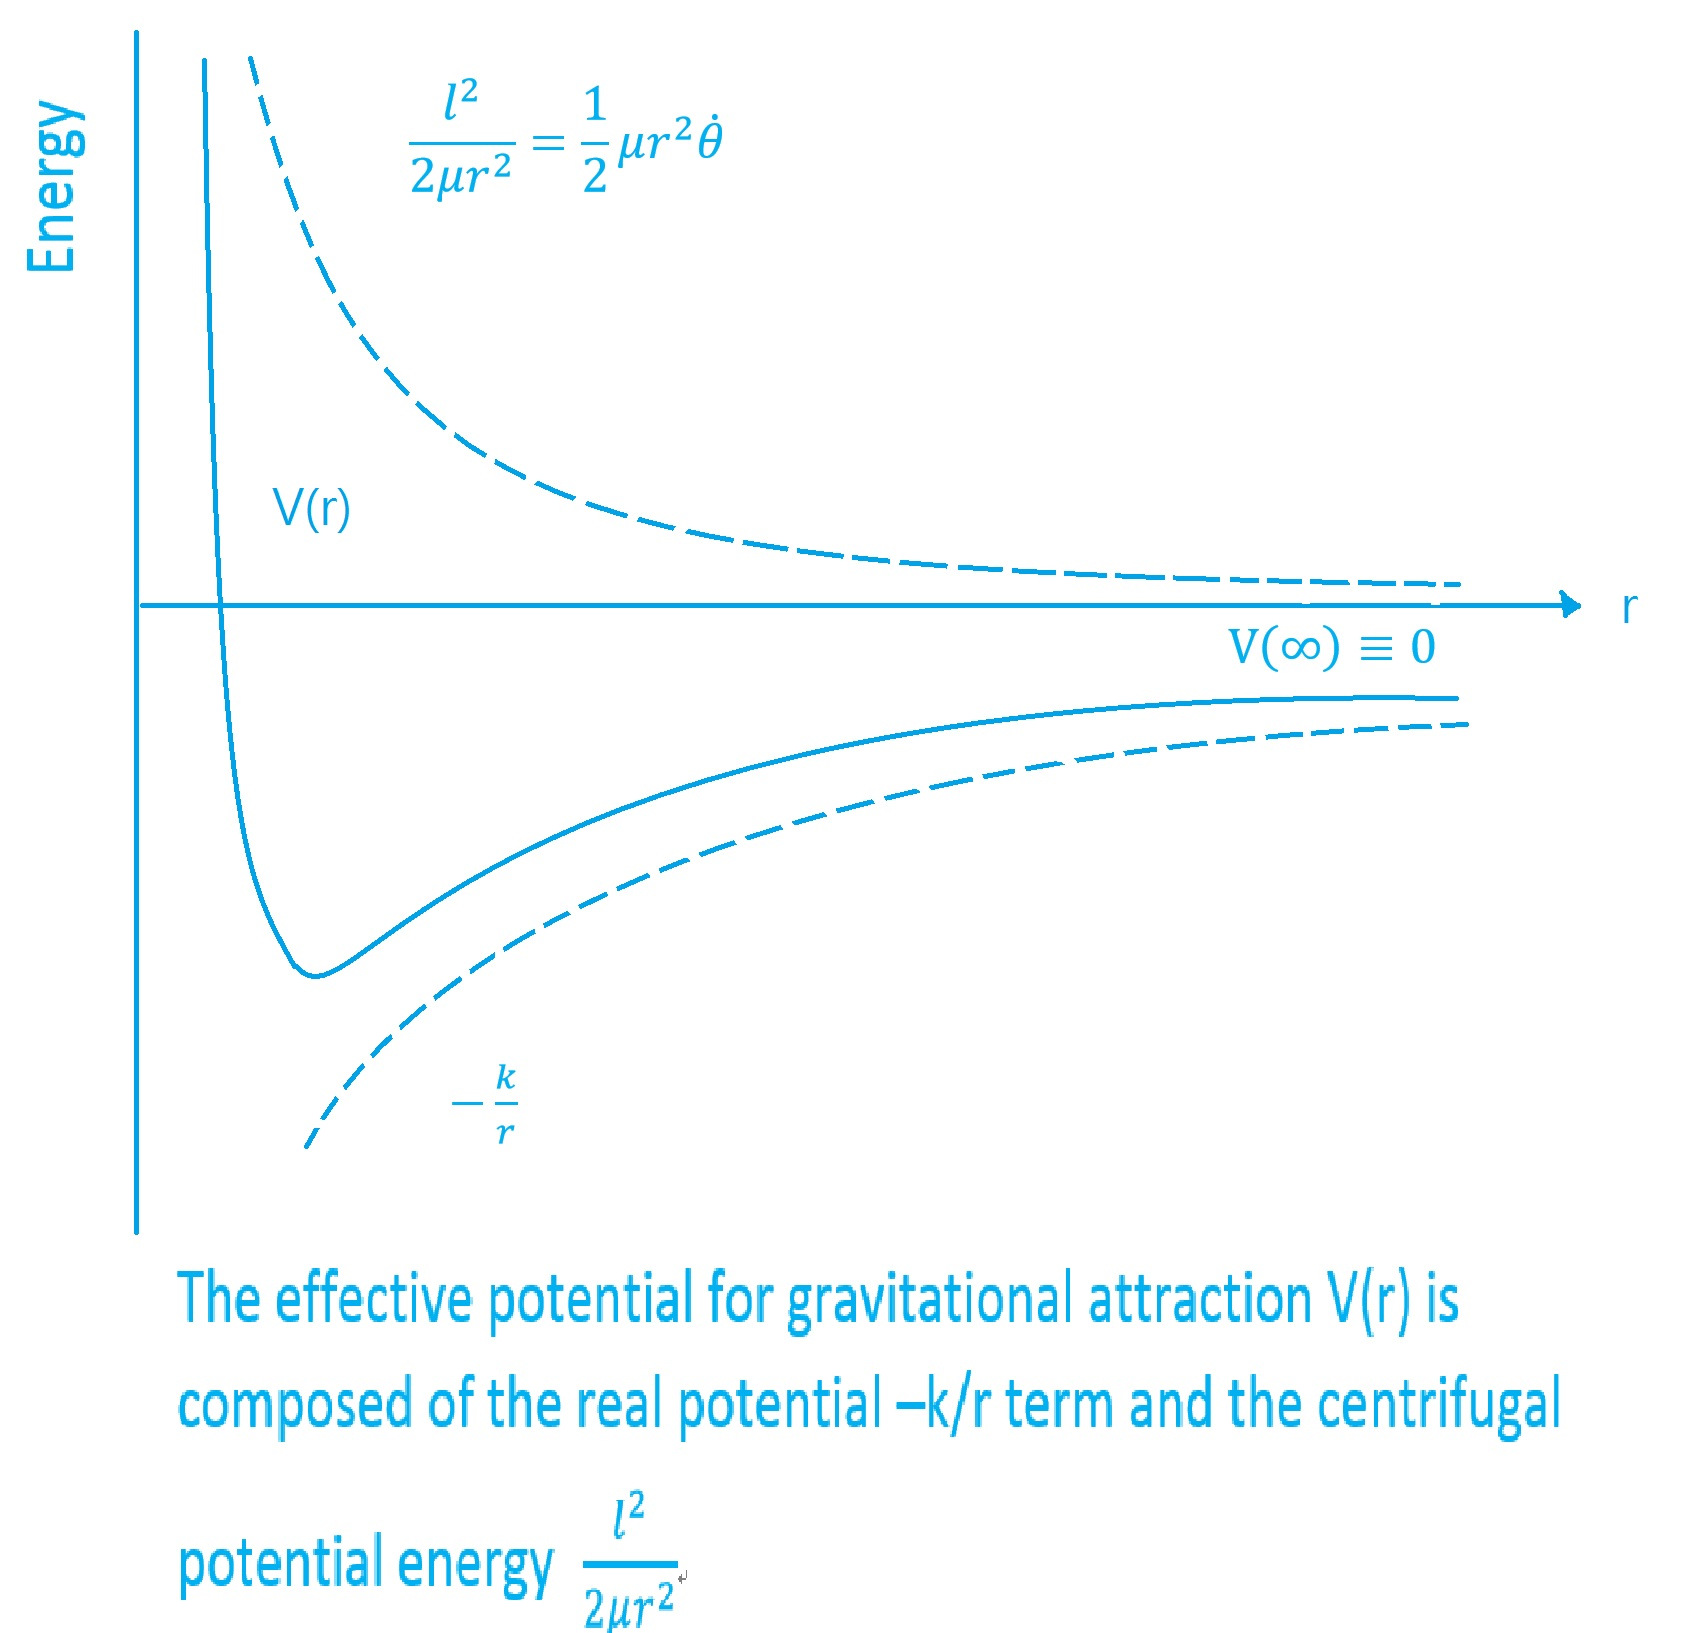 Energy
l²/2μr² = 1/2 μr²θ̇
V(r)
r
V(∞) ≡ 0
−k/r
The effective potential for gravitational attraction V(r) is
composed of the real potential –k/r term and the centrifugal
potential energy l²/2μr²